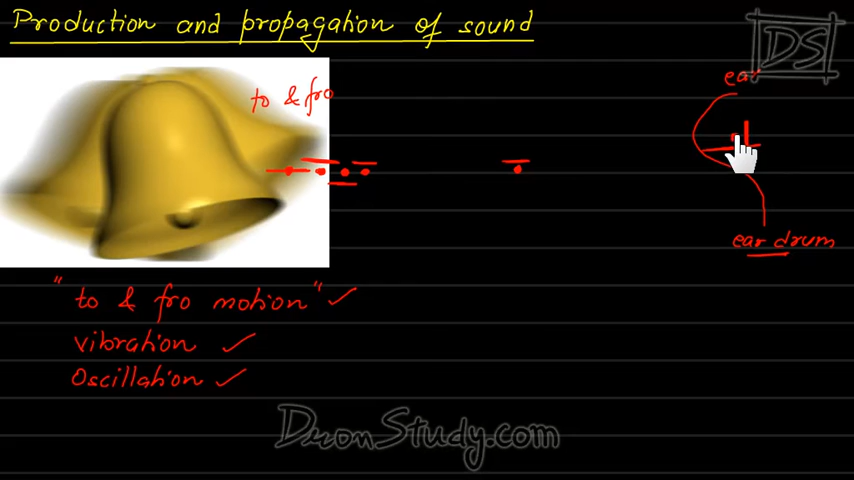 Production and propagation of sound
DS
ear
to & fro
ear drum
"to & fro motion" ✓
vibration ✓
Oscillation ✓
DronStudy.com